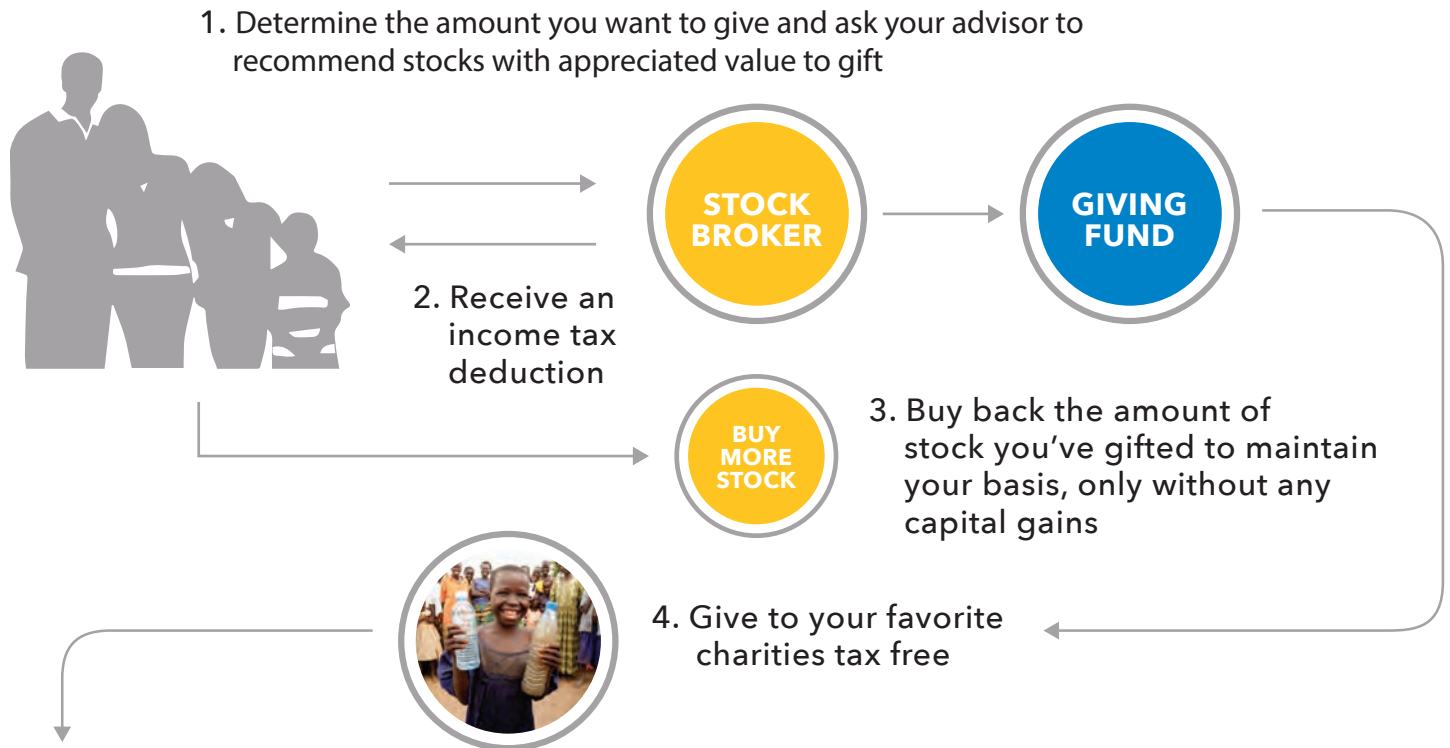 1. Determine the amount you want to give and ask your advisor to
recommend stocks with appreciated value to gift
STOCK
BROKER
GIVING
FUND
2. Receive an
income tax
deduction
BUY
MORE
STOCK
3. Buy back the amount of
stock you’ve gifted to maintain
your basis, only without any
capital gains
4. Give to your favorite
charities tax free